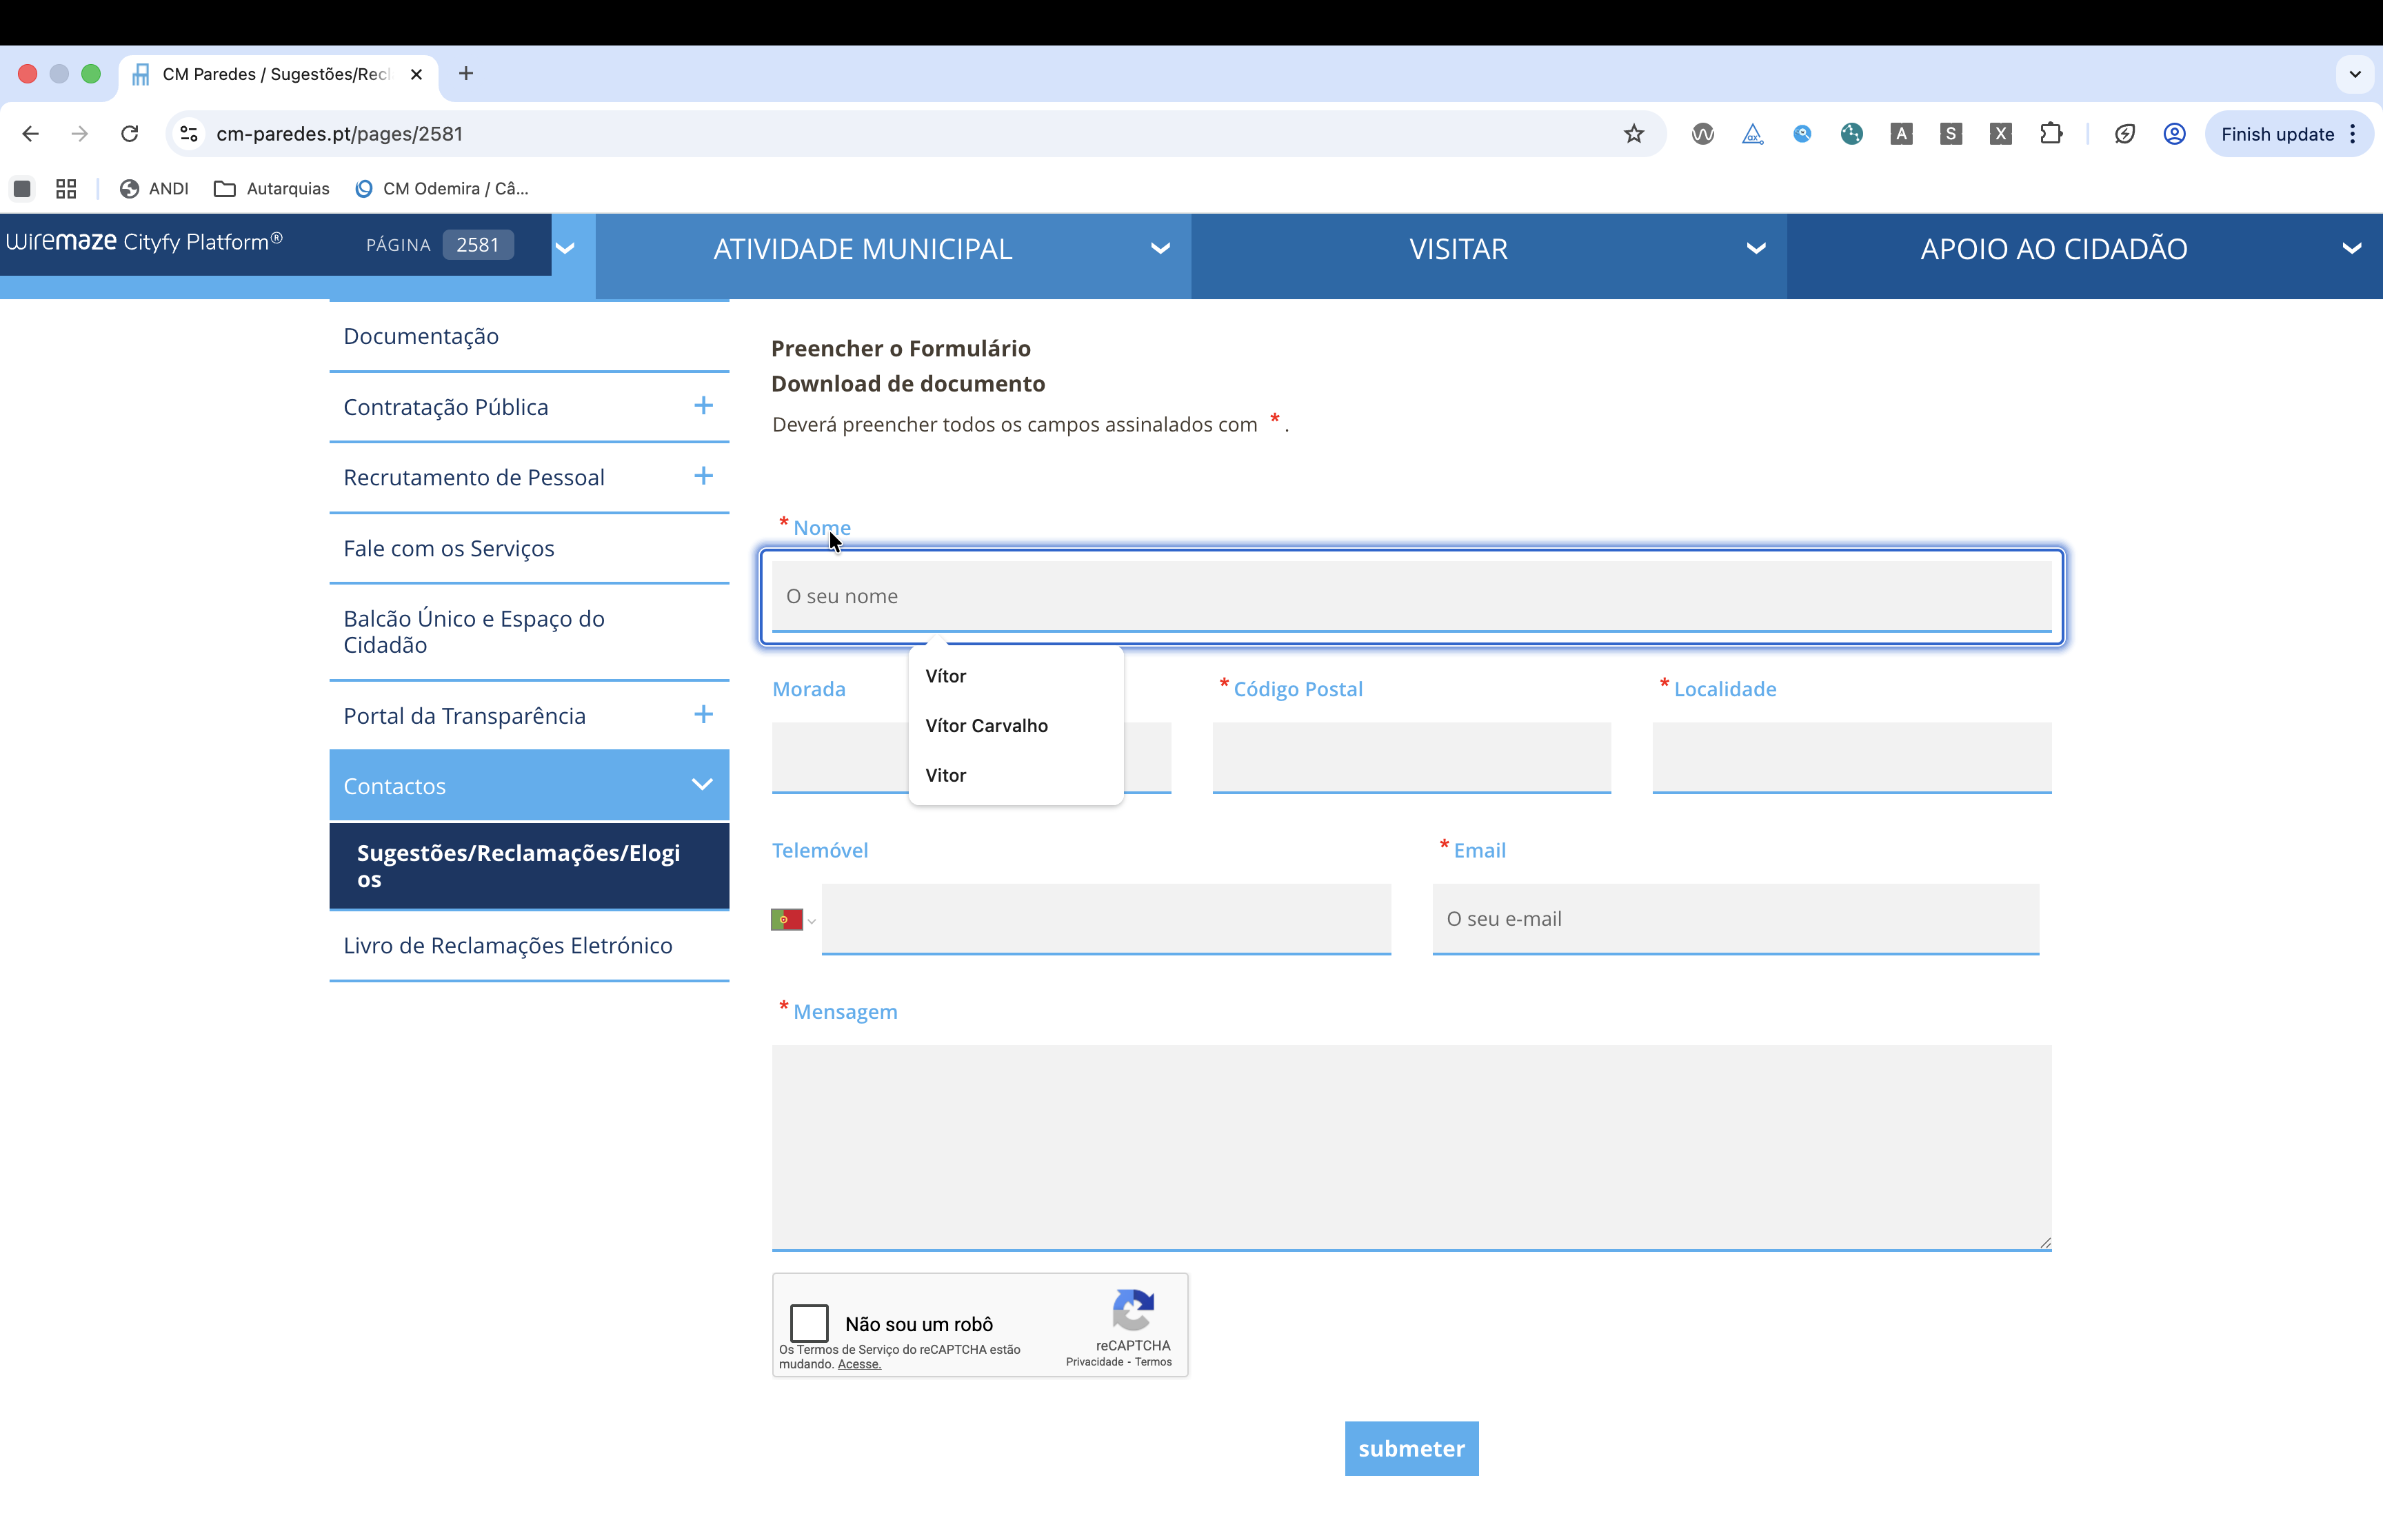 CM Paredes / Sugestões/Recl
cm-paredes.pt/pages/2581
A
S
X
Finish update
ANDI
Autarquias
CM Odemira / Câ...
wiremaze Cityfy Platform®
PÁGINA 2581
ATIVIDADE MUNICIPAL
VISITAR
APOIO AO CIDADÃO
Documentação
Contratação Pública
Recrutamento de Pessoal
Fale com os Serviços
Balcão Único e Espaço do
Cidadão
Portal da Transparência
Contactos
Sugestões/Reclamações/Elogi
os
Livro de Reclamações Eletrónico
Preencher o Formulário
Download de documento
Deverá preencher todos os campos assinalados com * .
* Nome
O seu nome
Vítor
Vítor Carvalho
Vitor
Morada
* Código Postal
* Localidade
Telemóvel
* Email
O seu e-mail
* Mensagem
Não sou um robô
Os Termos de Serviço do reCAPTCHA estão
mudando. Acesse.
reCAPTCHA
Privacidade - Termos
submeter